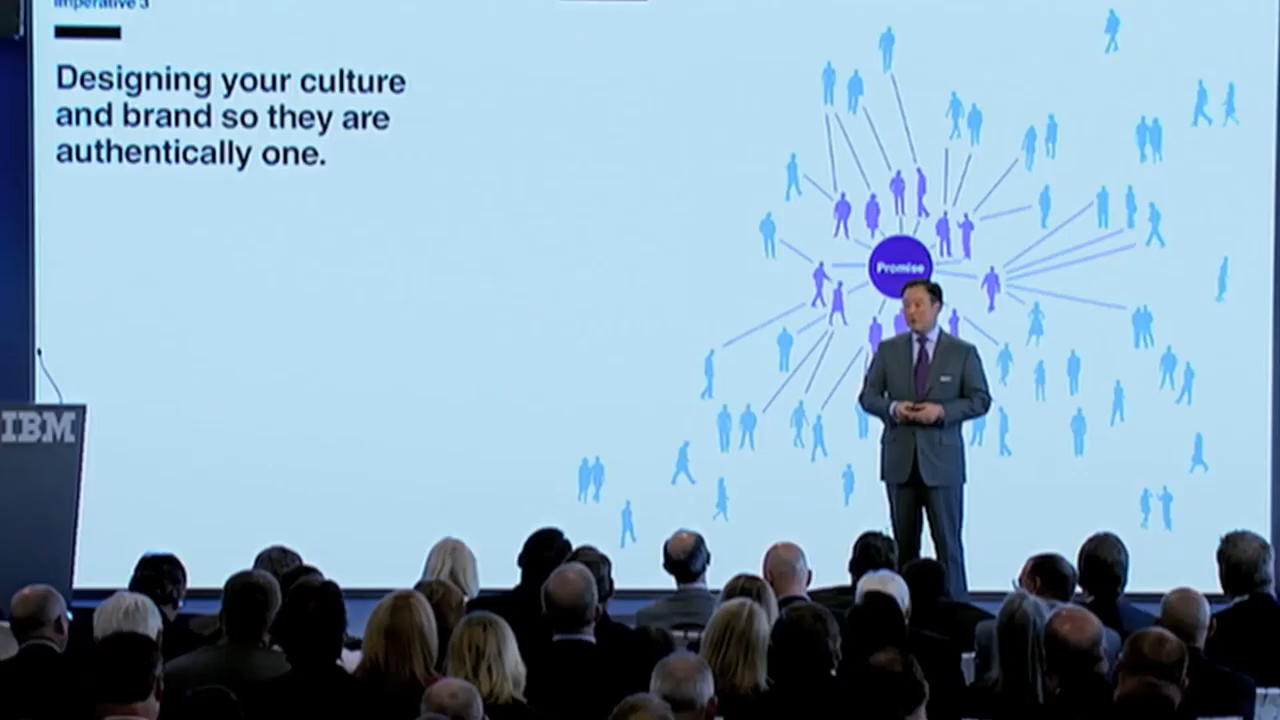 Imperative 3
Designing your culture
and brand so they are
authentically one.
Promise
IBM